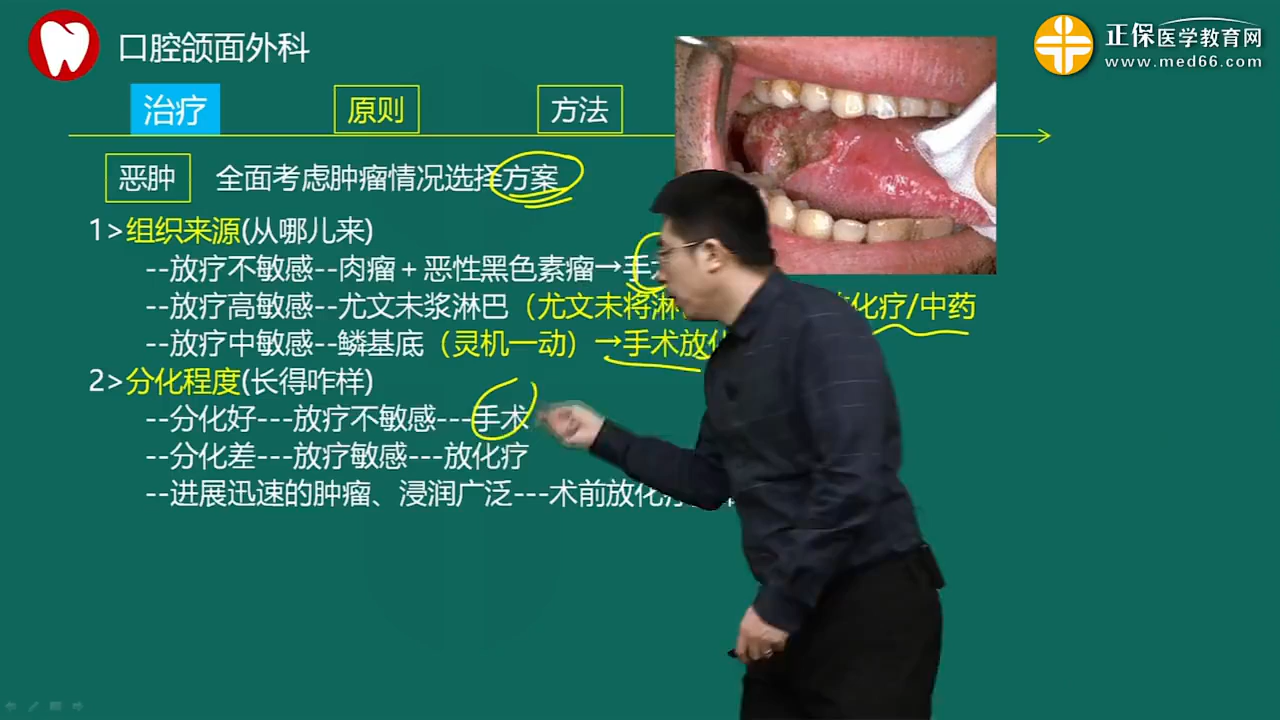 口腔颌面外科
正保医学教育网
www.med66.com
治疗
原则
方法
恶肿
全面考虑肿瘤情况选择方案
1>组织来源(从哪儿来)
--放疗不敏感--肉瘤+恶性黑色素瘤→手
--放疗高敏感--尤文未浆淋巴(尤文未将淋 化疗/中药
--放疗中敏感--鳞基底(灵机一动)→手术放化
2>分化程度(长得咋样)
--分化好---放疗不敏感---手术
--分化差---放疗敏感---放化疗
--进展迅速的肿瘤、浸润广泛---术前放化疗